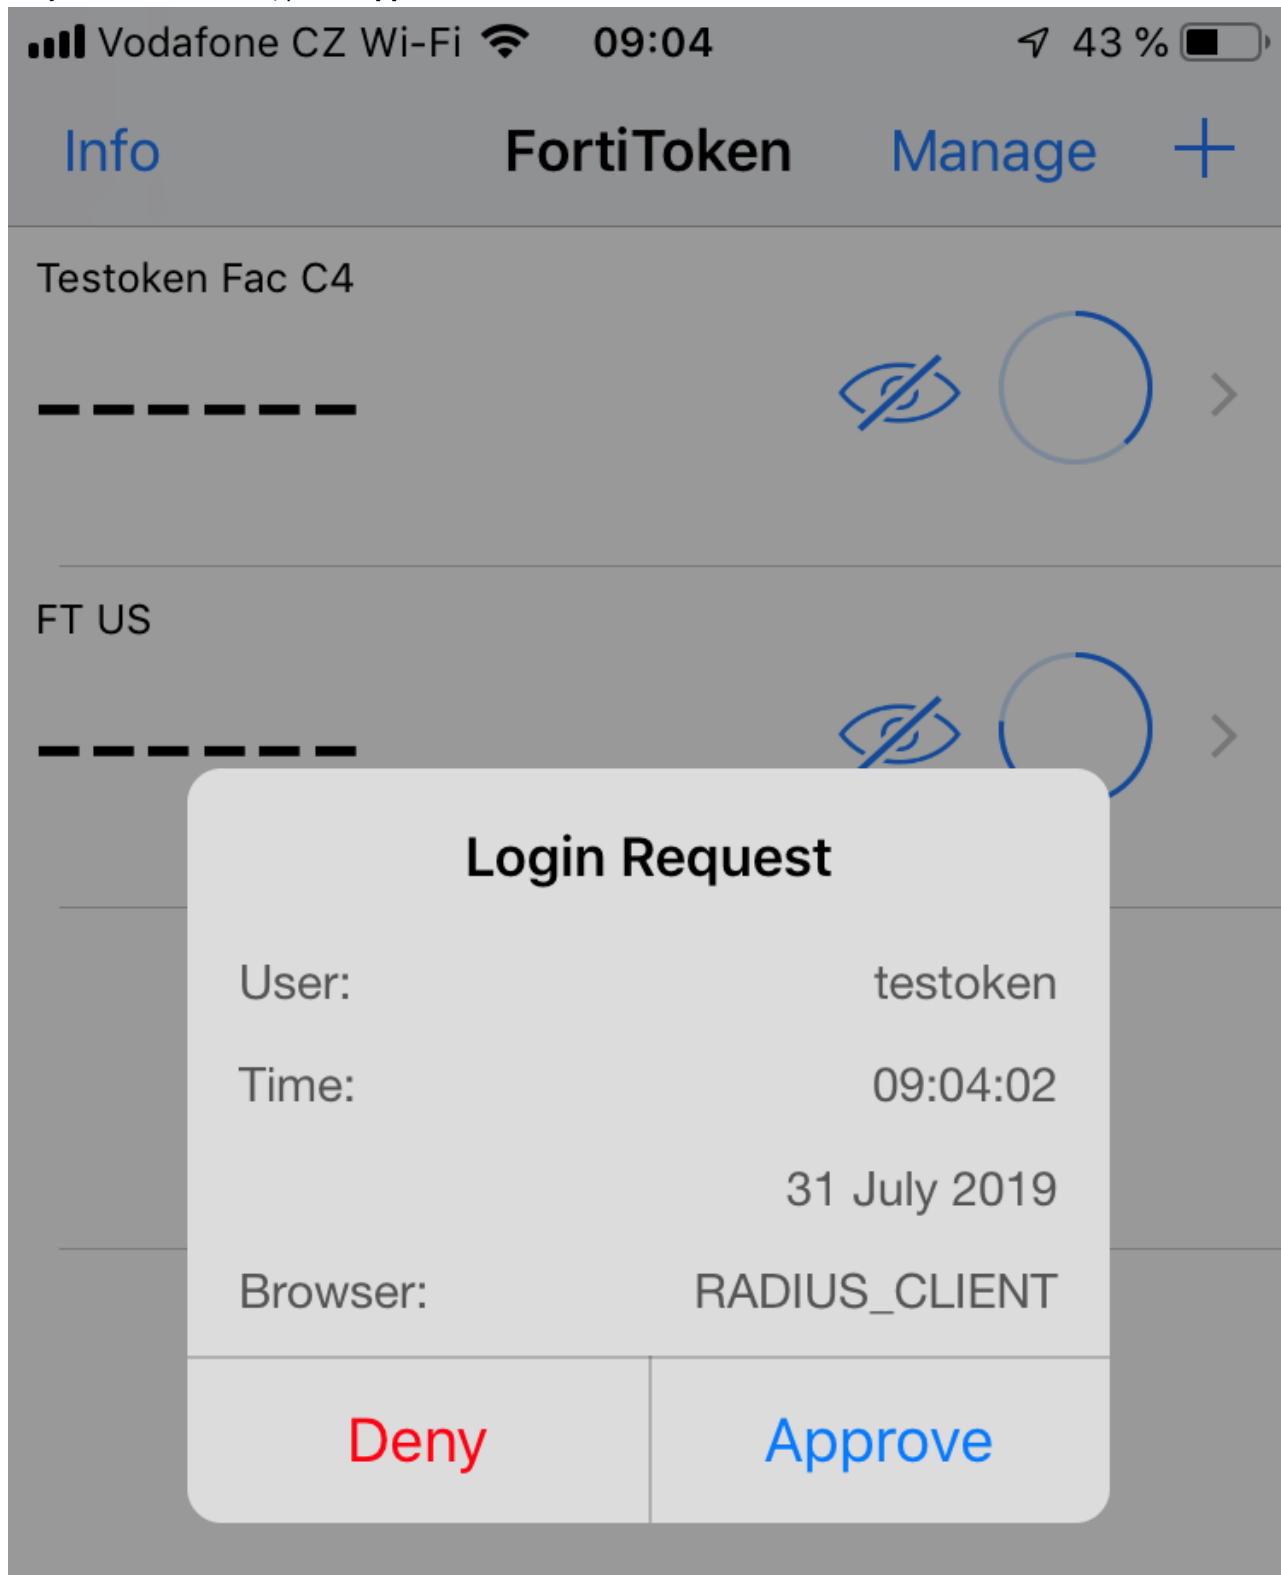 Vodafone CZ Wi-Fi 09:04 43 %
Info FortiToken Manage +
Testoken Fac C4
------
FT US
------
Login Request
User: testoken
Time: 09:04:02
31 July 2019
Browser: RADIUS_CLIENT
Deny Approve